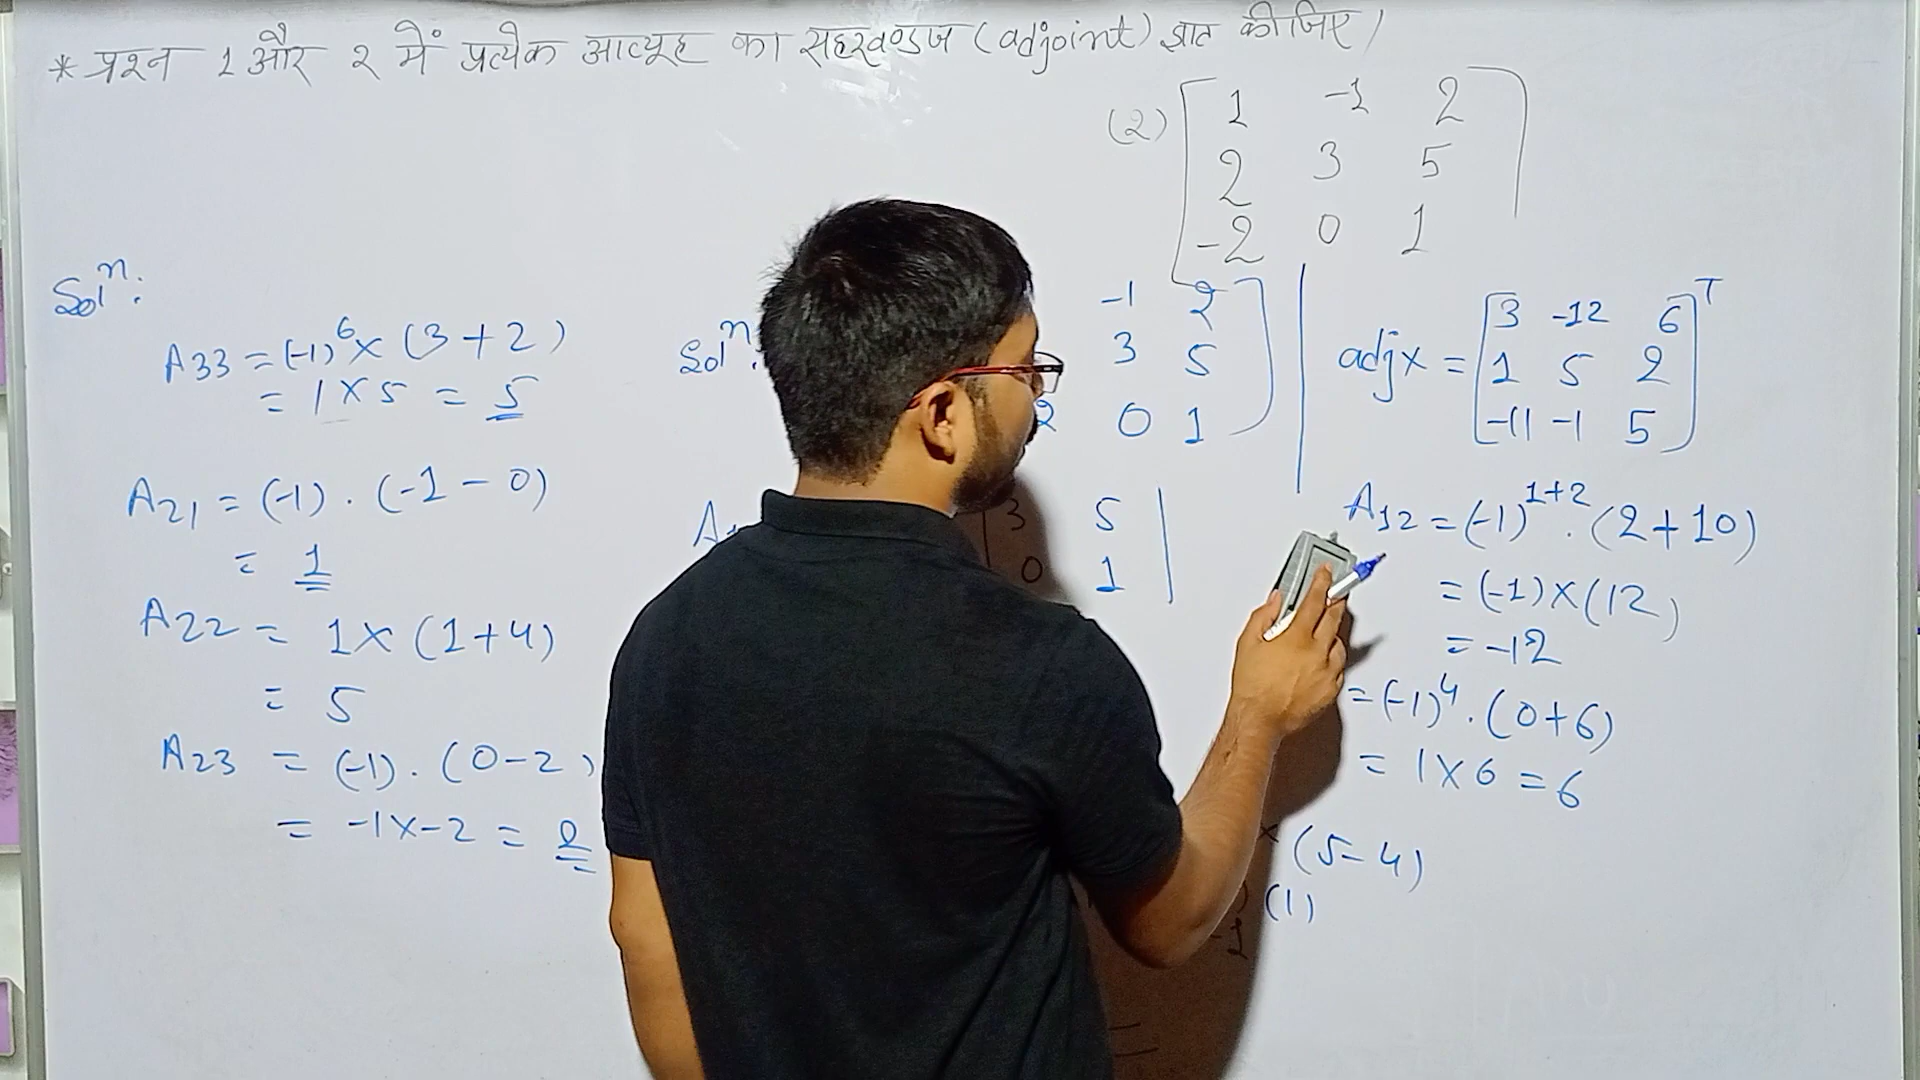 * प्रश्न 1 और 2 में प्रत्येक आव्यूह का सहखण्डज (adjoint) ज्ञात कीजिए।
(2) [1 -1 2
2 3 5
-2 0 1]
Solⁿ:
A33 = (-1)⁶ × (3+2)
= 1 × 5 = 5
A21 = (-1) . (-1 - 0)
= 1
A22 = 1 × (1+4)
= 5
A23 = (-1) . (0-2)
= -1 × -2 = 2
Solⁿ:
-1 2
3 5
2 0 1
3 5
0 1
adj x = [3 -12 6
1 5 2
-11 -1 5]ᵀ
A12 = (-1)¹⁺² . (2+10)
= (-1) × (12)
= -12
= (-1)⁴ . (0+6)
= 1 × 6 = 6
× (5-4)
(1)